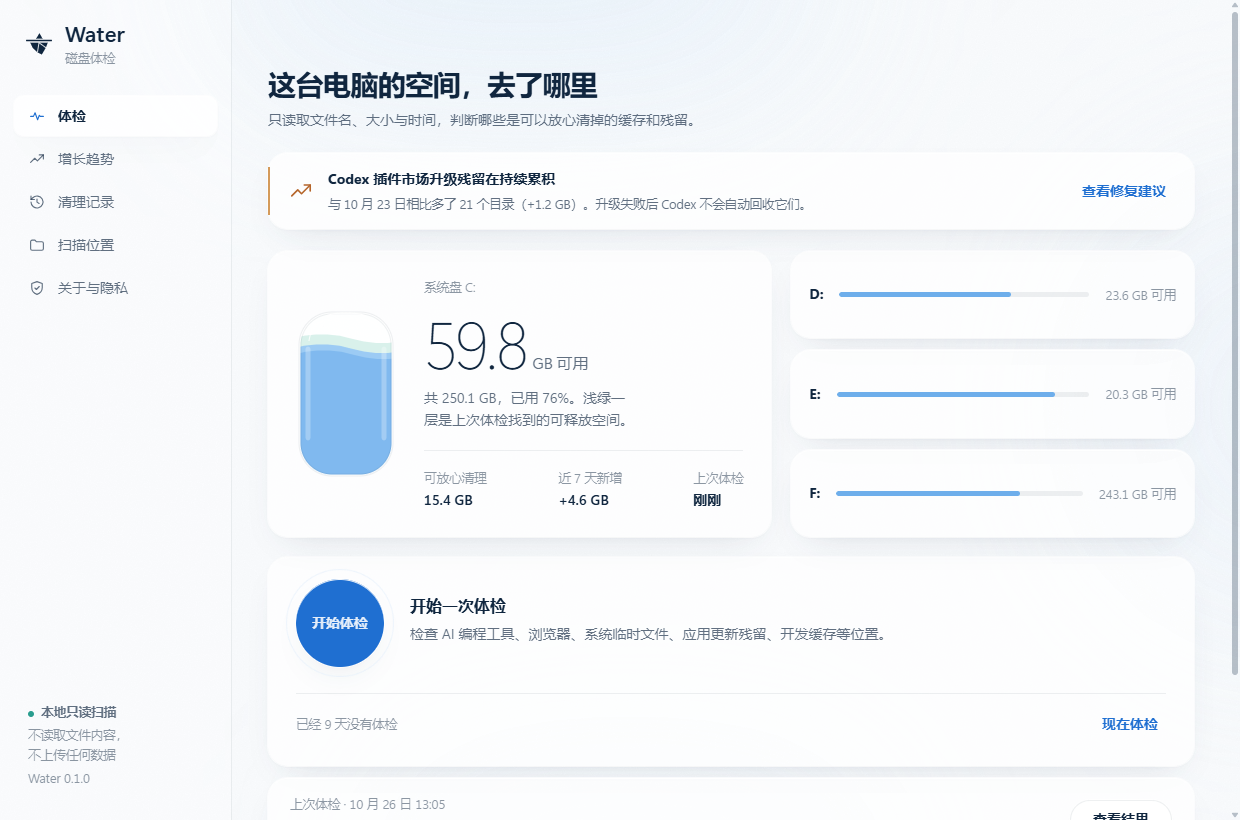 Water
磁盘体检
体检
增长趋势
清理记录
扫描位置
关于与隐私
本地只读扫描
不读取文件内容，
不上传任何数据
Water 0.1.0
这台电脑的空间，去了哪里
只读取文件名、大小与时间，判断哪些是可以放心清掉的缓存和残留。
Codex 插件市场升级残留在持续累积
与 10 月 23 日相比多了 21 个目录（+1.2 GB）。升级失败后 Codex 不会自动回收它们。
查看修复建议
系统盘 C:
59.8 GB 可用
共 250.1 GB，已用 76%。浅绿一
层是上次体检找到的可释放空间。
可放心清理 近 7 天新增 上次体检
15.4 GB +4.6 GB 刚刚
D: 23.6 GB 可用
E: 20.3 GB 可用
F: 243.1 GB 可用
开始体检
开始一次体检
检查 AI 编程工具、浏览器、系统临时文件、应用更新残留、开发缓存等位置。
已经 9 天没有体检
现在体检
上次体检 · 10 月 26 日 13:05
查看结果